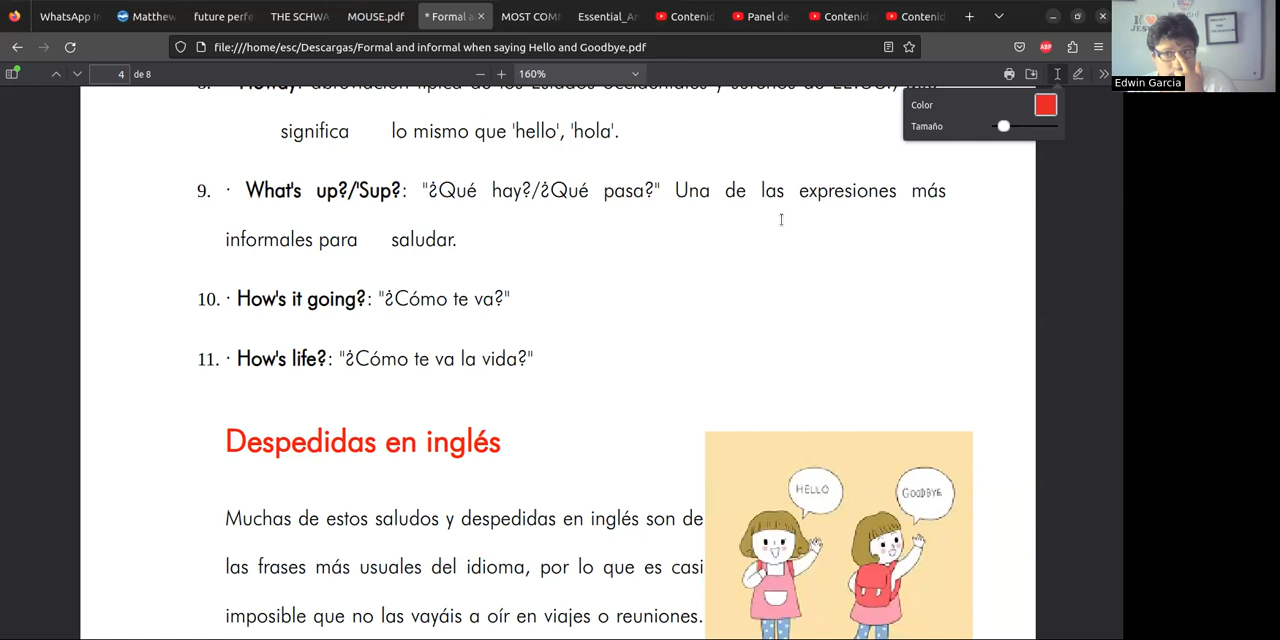 WhatsApp
Matthew
future perfe
THE SCHWA
MOUSE.pdf
* Formal a
MOST COM
Essential_Ar
Contenid
Panel de
Contenid
Contenid
file:///home/esc/Descargas/Formal and informal when saying Hello and Goodbye.pdf
4 de 8
160%
Color
Tamaño
Edwin Garcia
significa lo mismo que 'hello', 'hola'.
9. · What's up?/'Sup?: "¿Qué hay?/¿Qué pasa?" Una de las expresiones más
informales para saludar.
10. · How's it going?: "¿Cómo te va?"
11. · How's life?: "¿Cómo te va la vida?"
Despedidas en inglés
HELLO
GOODBYE
Muchas de estos saludos y despedidas en inglés son de
las frases más usuales del idioma, por lo que es casi
imposible que no las vayáis a oír en viajes o reuniones.